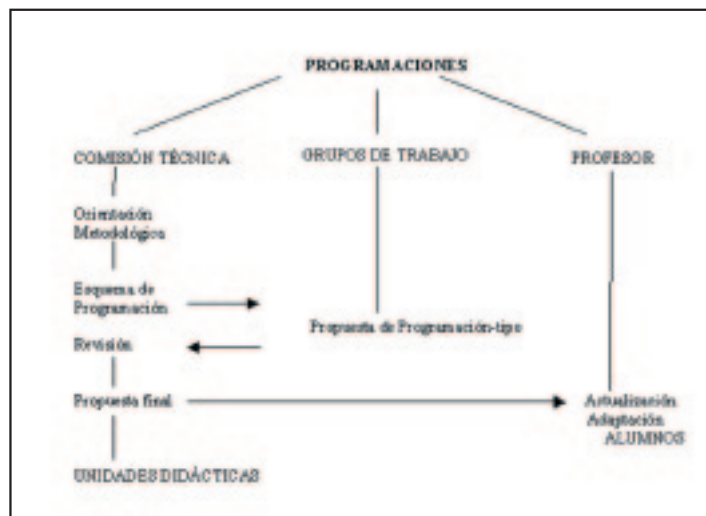 PROGRAMACIONES
COMISIÓN TÉCNICA
GRUPOS DE TRABAJO
PROFESOR
Orientación
Metodológica
Esquema de
Programación
Propuesta de Programación-tipo
Revisión
Propuesta final
Actualización
Adaptación
ALUMNOS
UNIDADES DIDÁCTICAS